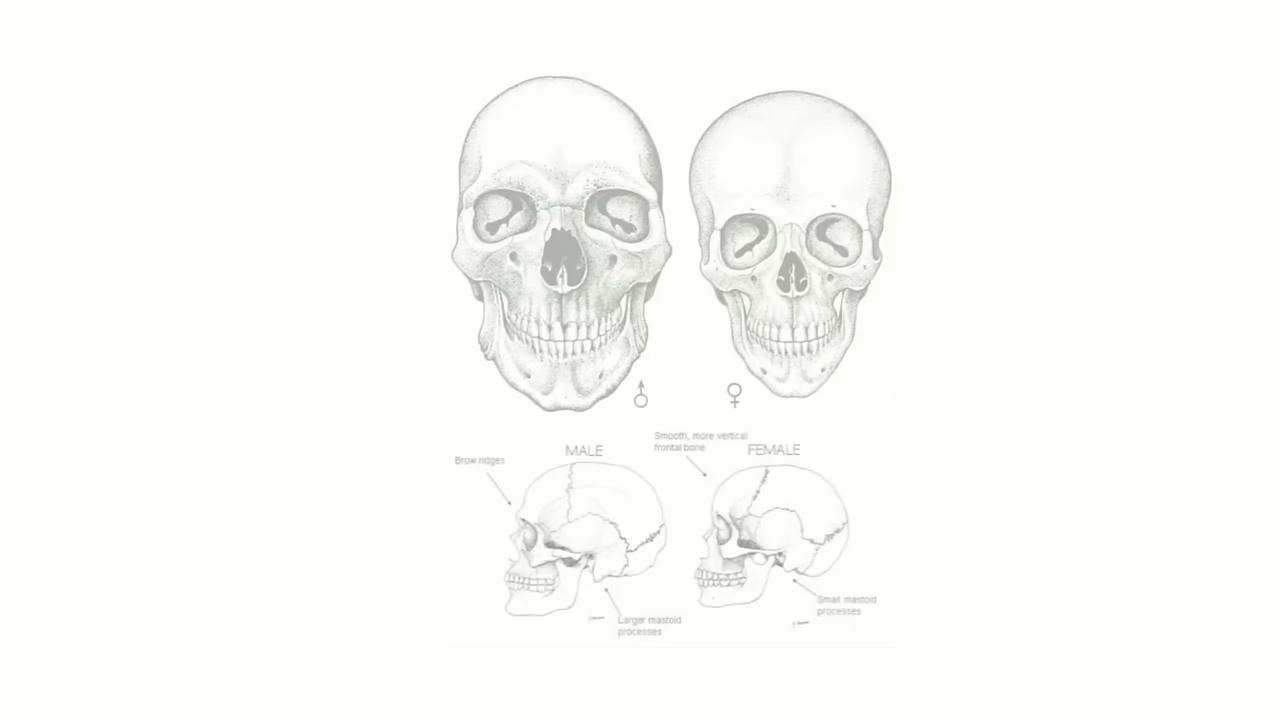 MALE
FEMALE
Brow ridges
Smooth, more vertical
frontal bone
Larger mastoid
processes
Small mastoid
processes